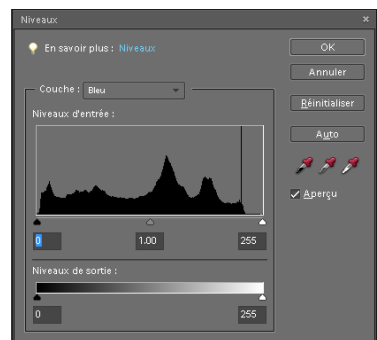 Niveaux
×
En savoir plus : Niveaux
OK
Annuler
Couche : Bleu
Réinitialiser
Niveaux d'entrée :
Auto
Aperçu
0 1.00 255
Niveaux de sortie :
0 255